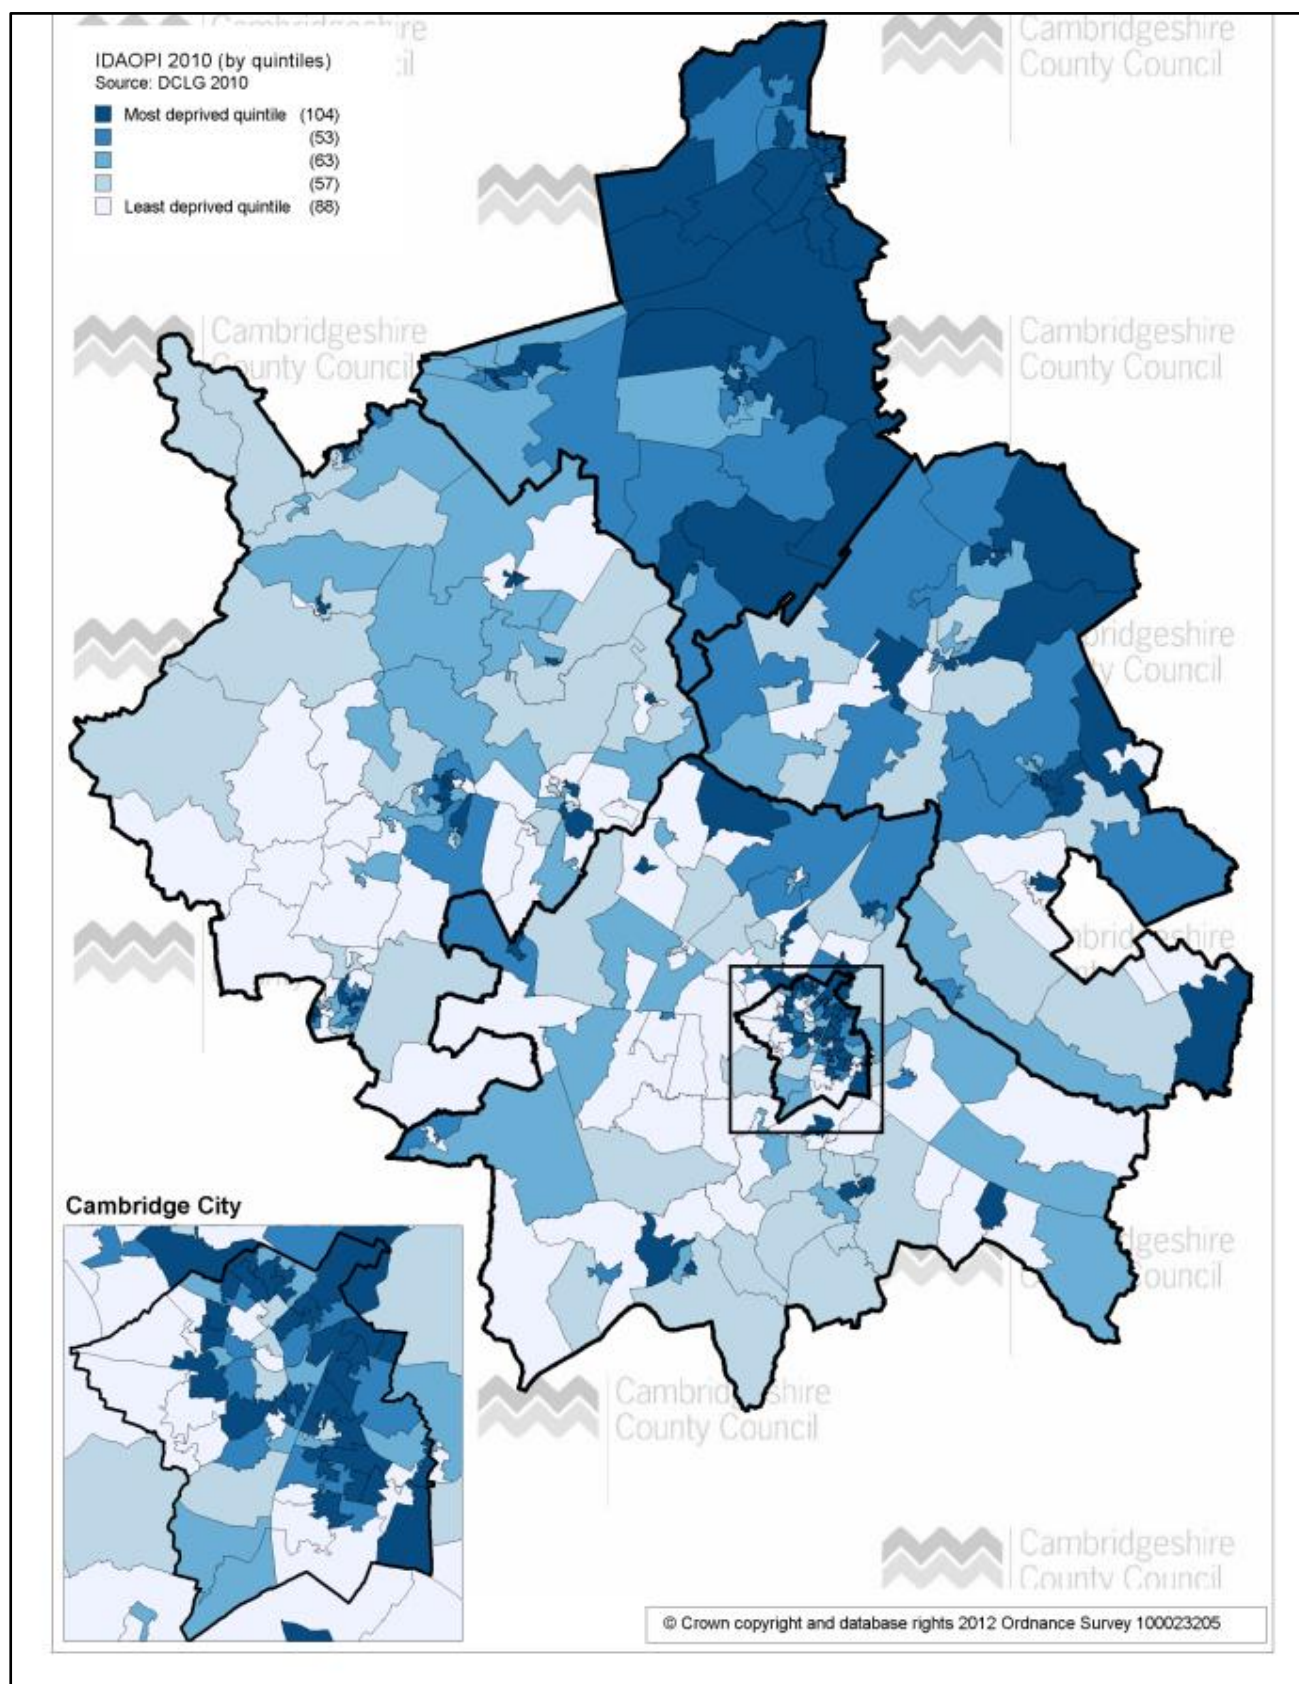 Cambridgeshire
County Council
IDAOPI 2010 (by quintiles)
Source: DCLG 2010
Most deprived quintile (104)
(53)
(63)
(57)
Least deprived quintile (88)
Cambridgeshire
County Council
Cambridgeshire
County Council
Cambridge City
Cambridgeshire
County Council
Cambridgeshire
County Council
© Crown copyright and database rights 2012 Ordnance Survey 100023205